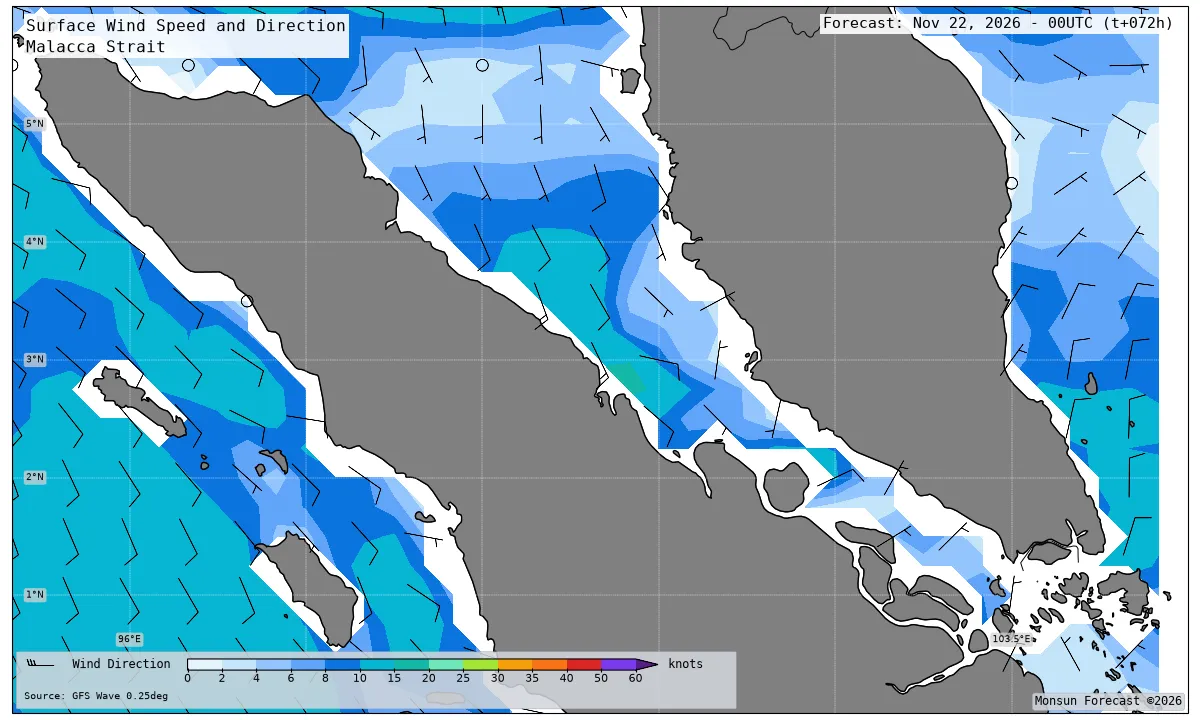 Surface Wind Speed and Direction
Malacca Strait
Forecast: Nov 22, 2026 - 00UTC (t+072h)
5°N
4°N
3°N
2°N
1°N
96°E
103.5°E
Wind Direction
0 2 4 6 8 10 15 20 25 30 35 40 50 60
knots
Source: GFS Wave 0.25deg
Monsun Forecast ©2026